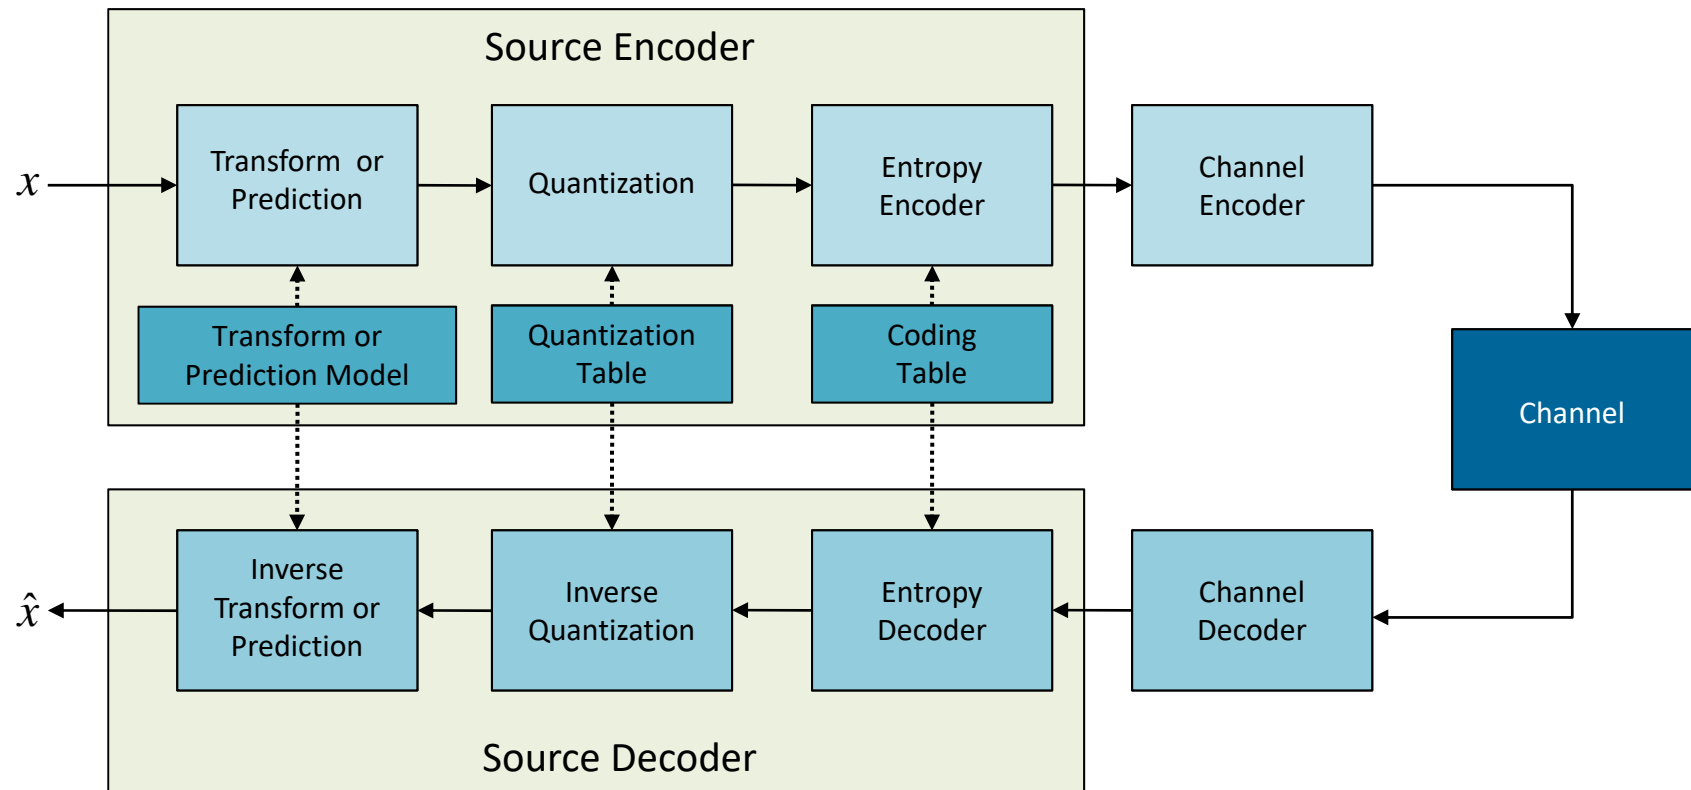 Source Encoder
x
Transform or
Prediction
Quantization
Entropy
Encoder
Channel
Encoder
Transform or
Prediction Model
Quantization
Table
Coding
Table
Channel
x̂
Inverse
Transform or
Prediction
Inverse
Quantization
Entropy
Decoder
Channel
Decoder
Source Decoder